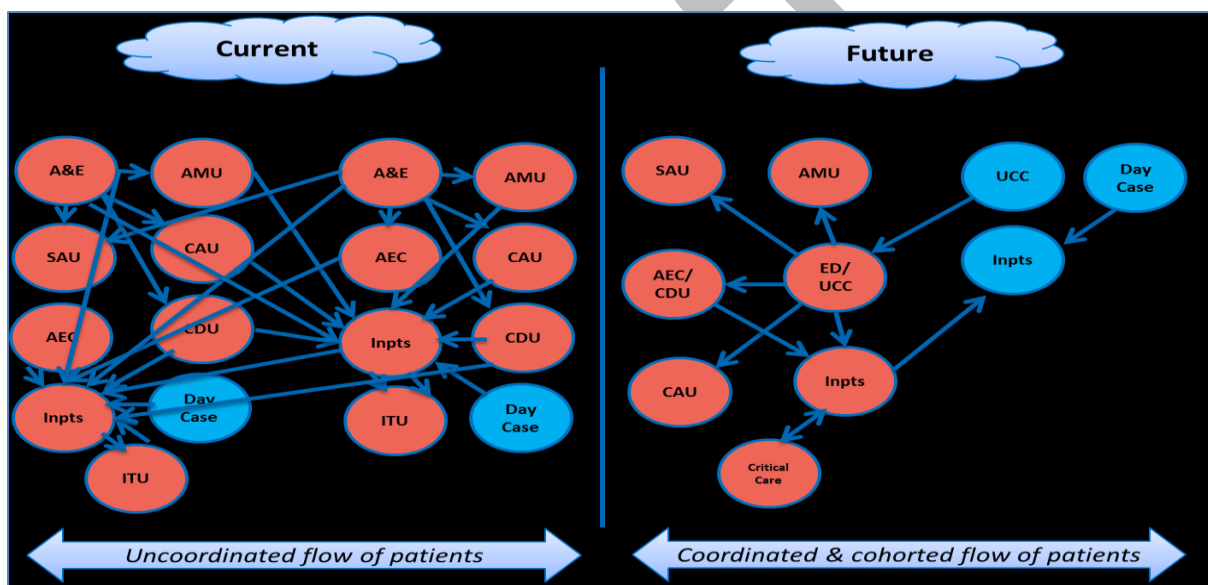 Current
Future
A&E
AMU
A&E
AMU
SAU
CAU
AEC
CAU
AEC
CDU
Inpts
CDU
Inpts
Day
Case
ITU
Day
Case
ITU
SAU
AMU
UCC
Day
Case
AEC/
CDU
ED/
UCC
Inpts
CAU
Inpts
Critical
Care
Uncoordinated flow of patients
Coordinated & cohorted flow of patients